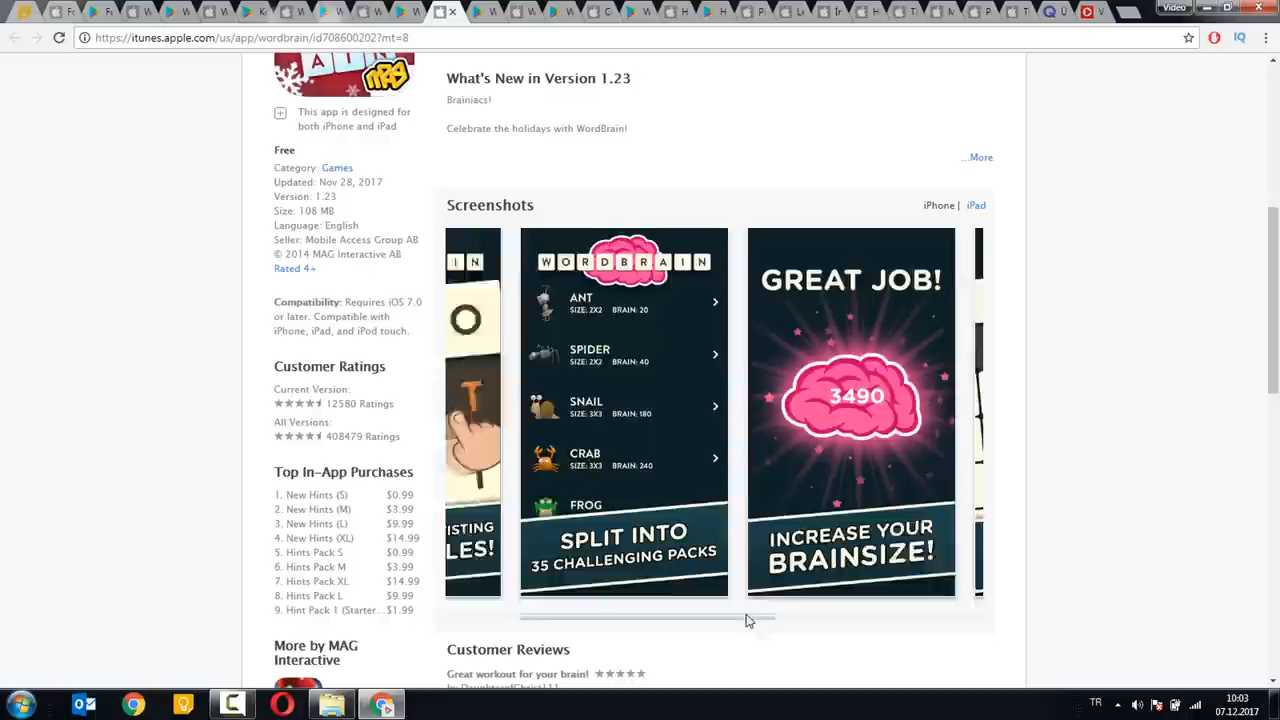 Video
https://itunes.apple.com/us/app/wordbrain/id708600202?mt=8
This app is designed for
both iPhone and iPad
Free
Category: Games
Updated: Nov 28, 2017
Version: 1.23
Size: 108 MB
Language: English
Seller: Mobile Access Group AB
© 2014 MAG Interactive AB
Rated 4+
Compatibility: Requires iOS 7.0
or later. Compatible with
iPhone, iPad, and iPod touch.
Customer Ratings
Current Version:
12580 Ratings
All Versions:
408479 Ratings
Top In-App Purchases
1. New Hints (S) $0.99
2. New Hints (M) $3.99
3. New Hints (L) $9.99
4. New Hints (XL) $14.99
5. Hints Pack S $0.99
6. Hints Pack M $3.99
7. Hints Pack XL $14.99
8. Hints Pack L $9.99
9. Hint Pack 1 (Starter... $1.99
More by MAG
Interactive
What's New in Version 1.23
Brainiacs!
Celebrate the holidays with WordBrain!
...More
Screenshots
iPhone | iPad
IN
O
T
ISTING
LES!
WORDBRAIN
ANT
SIZE: 2X2 BRAIN: 20
SPIDER
SIZE: 2X2 BRAIN: 40
SNAIL
SIZE: 3X3 BRAIN: 180
CRAB
SIZE: 3X3 BRAIN: 240
FROG
SPLIT INTO
35 CHALLENGING PACKS
GREAT JOB!
3490
INCREASE YOUR
BRAINSIZE!
Customer Reviews
Great workout for your brain!
by DaughterofChrist111
TR
10:03
07.12.2017